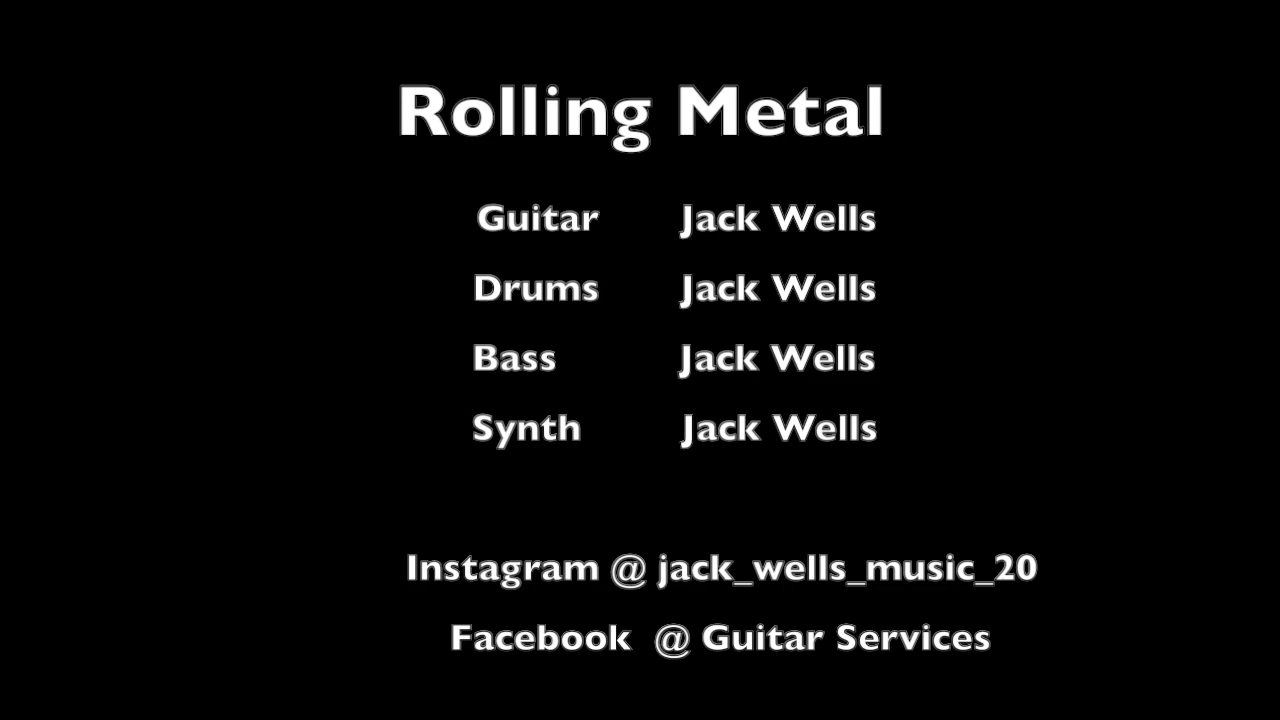 Rolling Metal
Guitar Jack Wells
Drums Jack Wells
Bass Jack Wells
Synth Jack Wells
Instagram @ jack_wells_music_20
Facebook @ Guitar Services